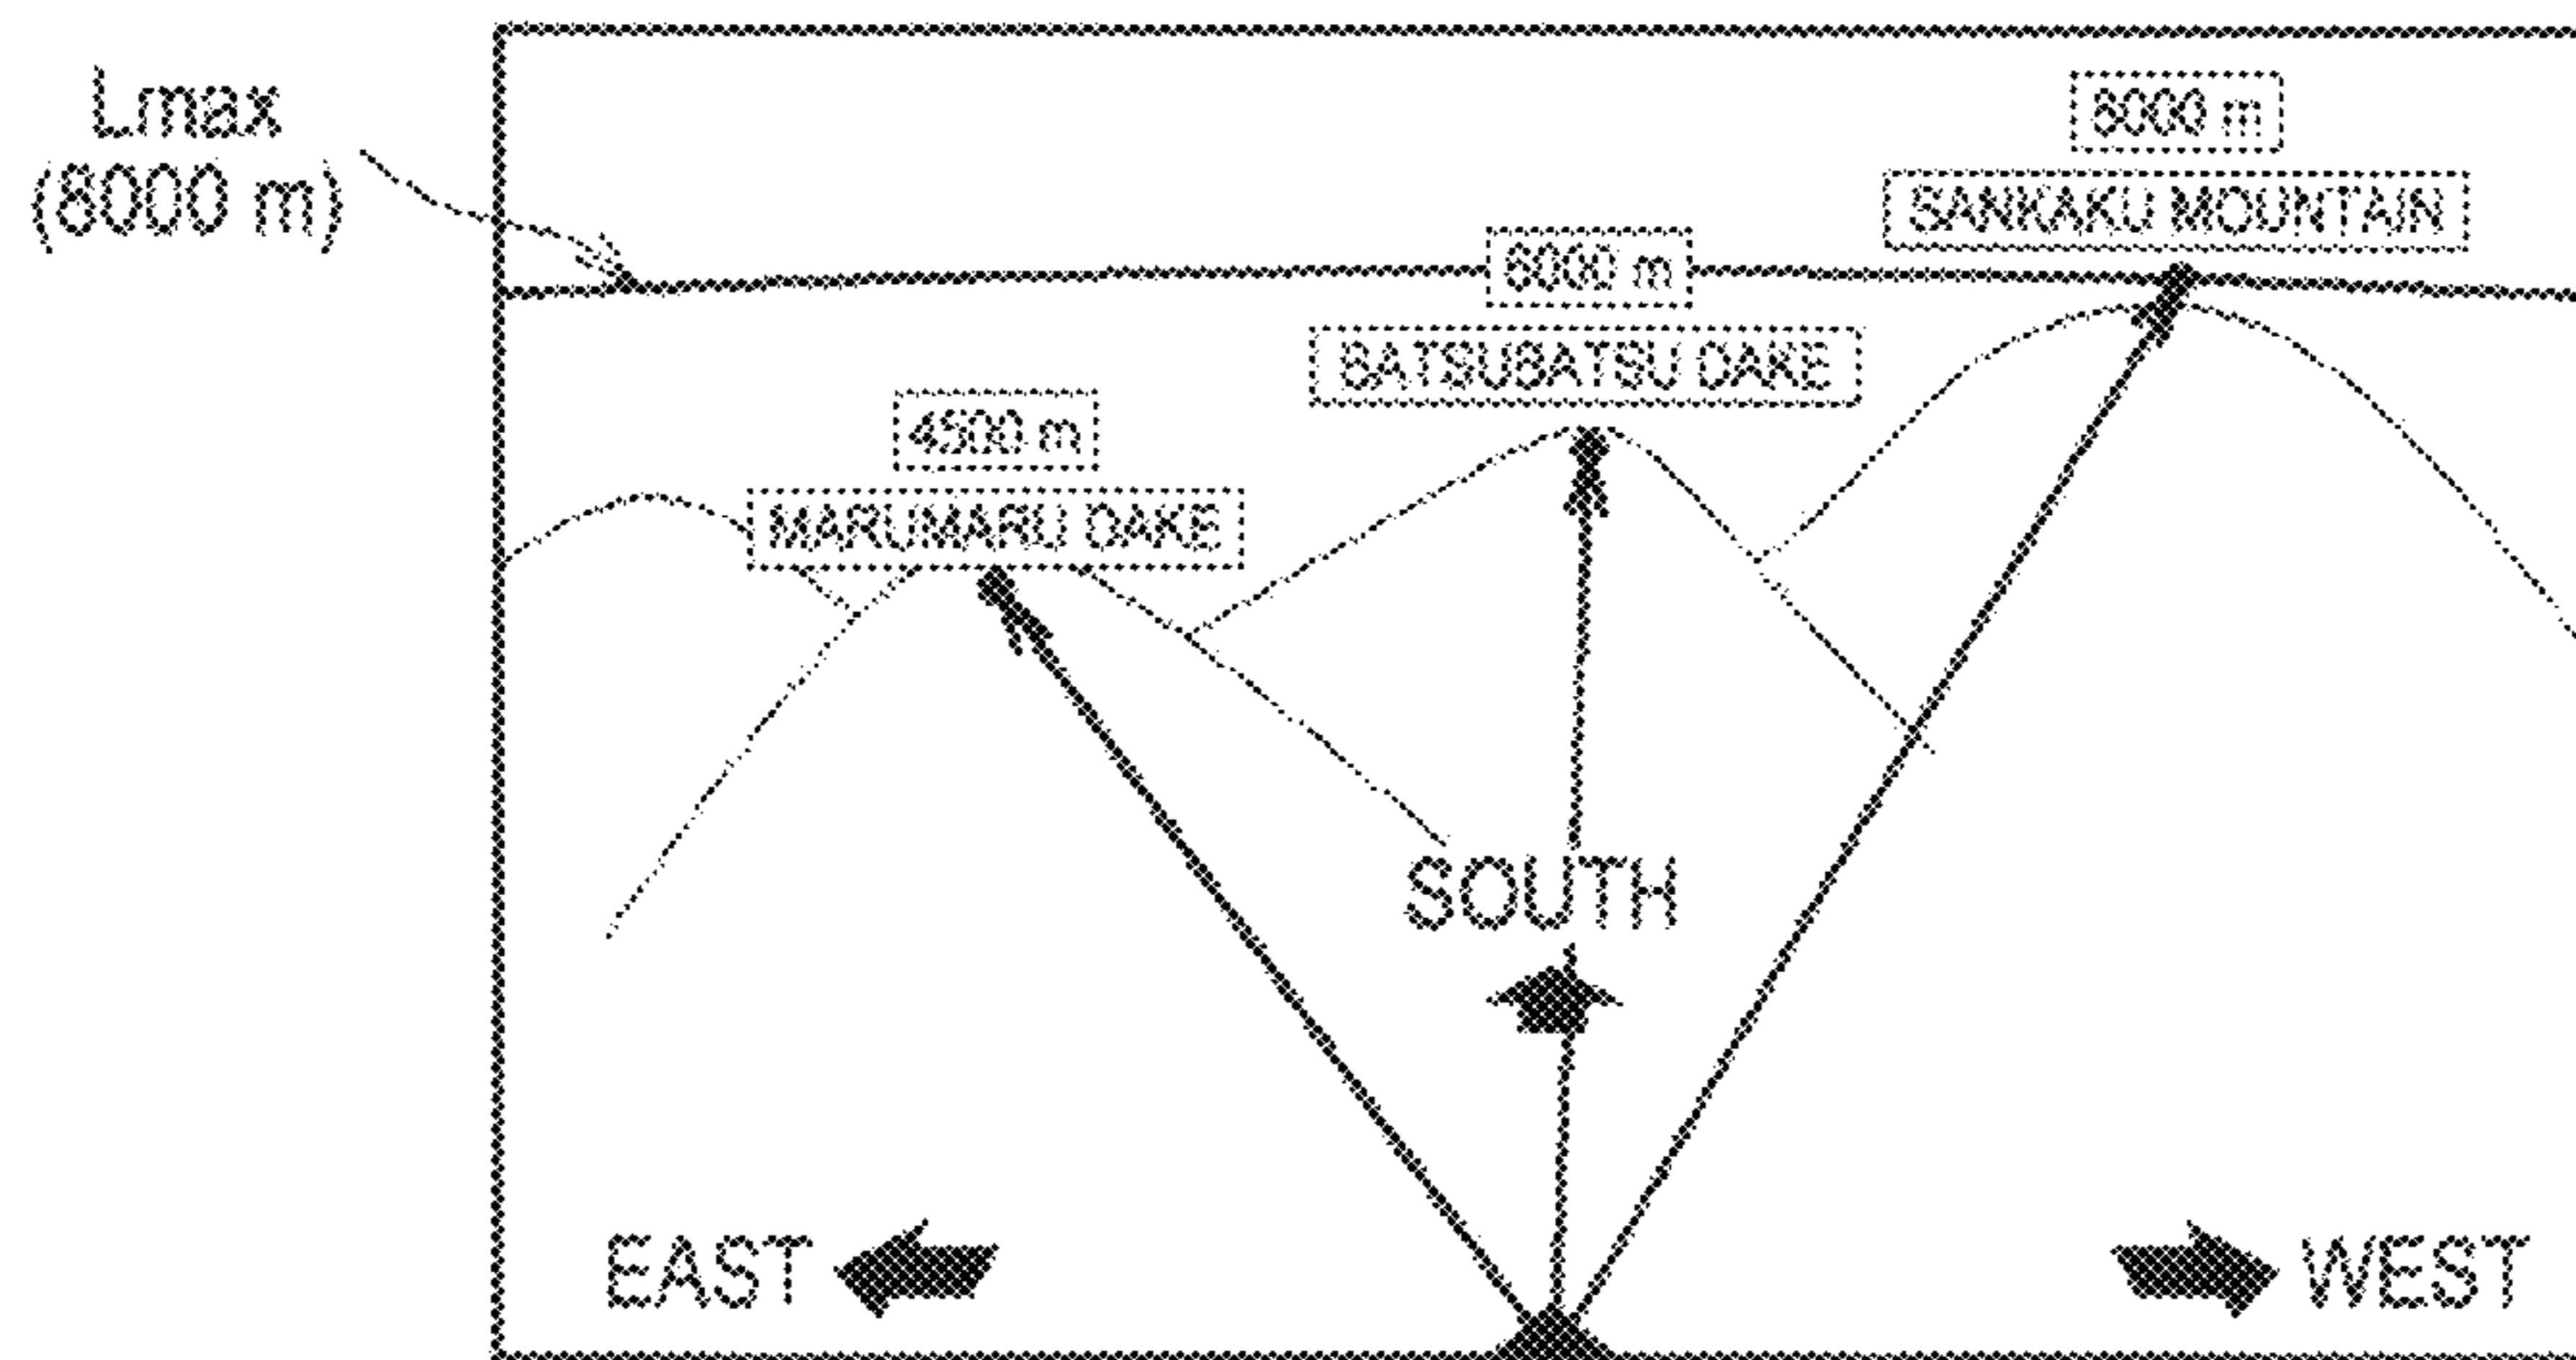 Lmax
(8000 m)
8000 m
SANKAKU MOUNTAIN
6000 m
BATSUBATSU DAKE
4500 m
MARUMARU DAKE
SOUTH
EAST
WEST